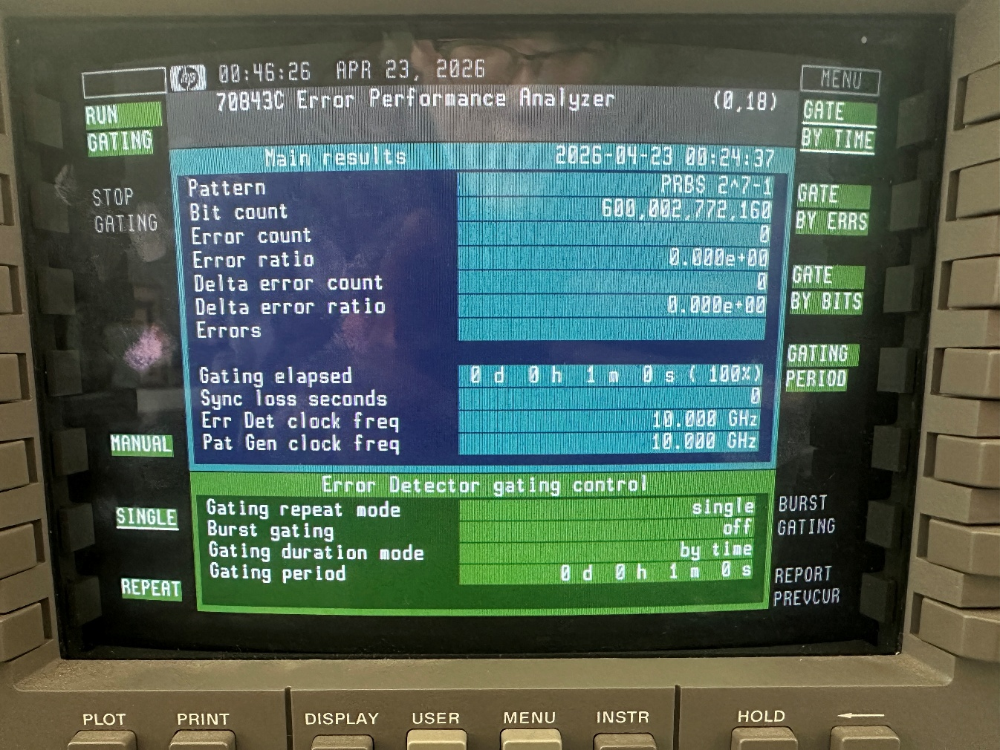 hp 00:46:26 APR 23, 2026
MENU
70843C Error Performance Analyzer (0,18)
RUN
GATING
STOP
GATING
MANUAL
SINGLE
REPEAT
Main results 2026-04-23 00:24:37
Pattern PRBS 2^7-1
Bit count 600,002,772,160
Error count 0
Error ratio 0.000e+00
Delta error count 0
Delta error ratio 0.000e+00
Errors
Gating elapsed 0 d 0 h 1 m 0 s ( 100%)
Sync loss seconds 0
Err Det clock freq 10.000 GHz
Pat Gen clock freq 10.000 GHz
Error Detector gating control
Gating repeat mode single
Burst gating off
Gating duration mode by time
Gating period 0 d 0 h 1 m 0 s
GATE
BY TIME
GATE
BY ERRS
GATE
BY BITS
GATING
PERIOD
BURST
GATING
REPORT
PREVCUR
PLOT PRINT DISPLAY USER MENU INSTR HOLD